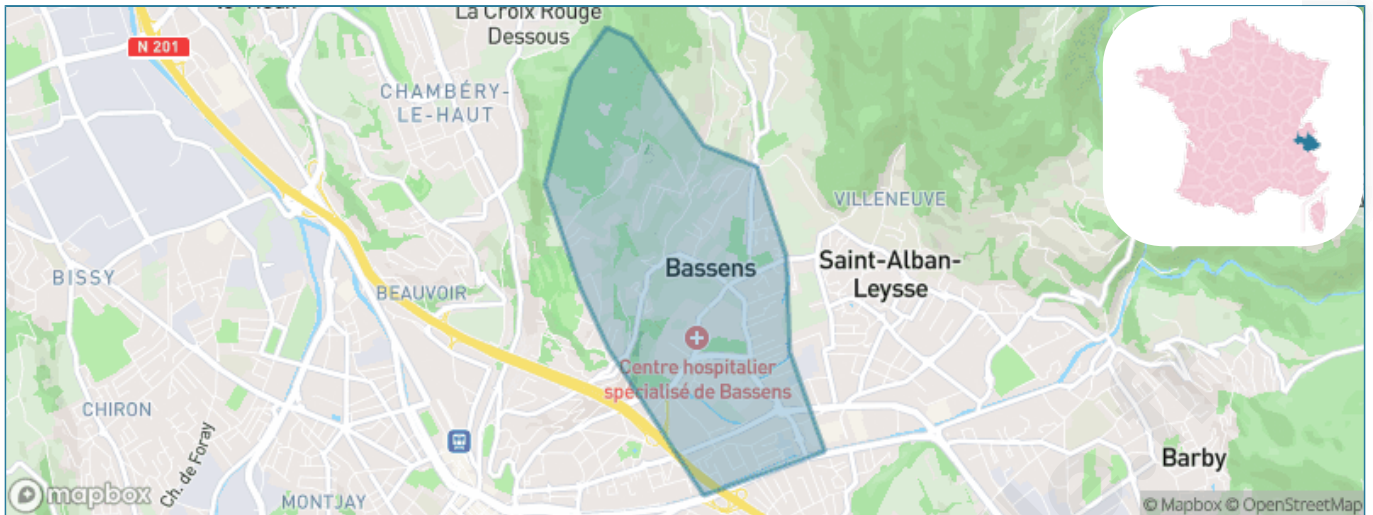 La Croix Rouge
Dessous
N 201
CHAMBÉRY-
LE-HAUT
VILLENEUVE
Bassens
Saint-Alban-
Leysse
BISSY
BEAUVOIR
Centre hospitalier
spécialisé de Bassens
CHIRON
Ch. de Foray
Barby
MONTJAY
mapbox
© Mapbox © OpenStreetMap